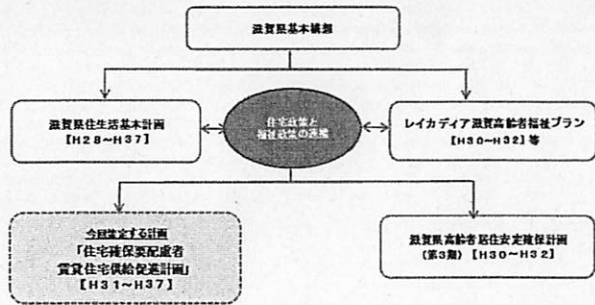 滋賀県基本構想
滋賀県住生活基本計画
【H28～H37】
住宅政策と
福祉政策の連携
レイカディア滋賀高齢者福祉プラン
【H30～H32】等
今回策定する計画
「住宅確保要配慮者
賃貸住宅供給促進計画」
【H31～H37】
滋賀県高齢者居住安定確保計画
（第3期）【H30～H32】